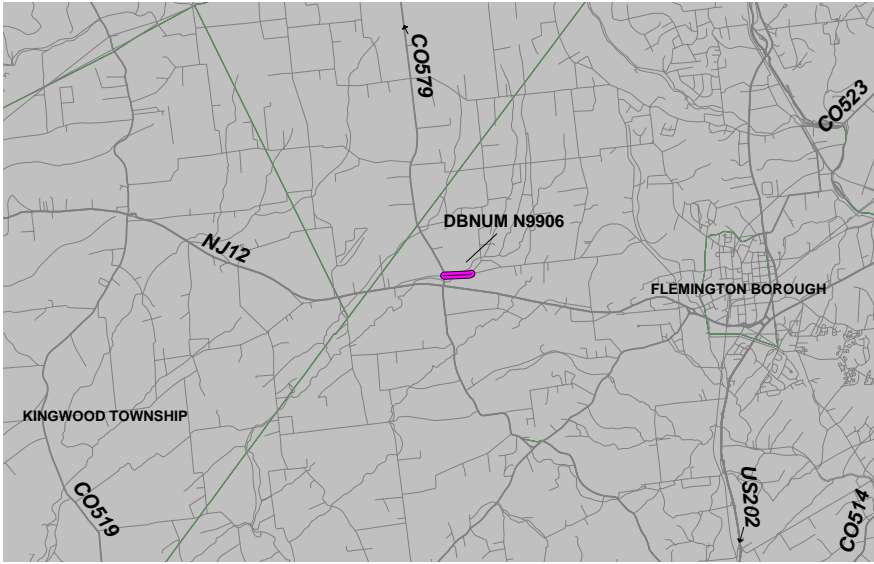 CO579
CO523
DBNUM N9906
NJ12
FLEMINGTON BOROUGH
KINGWOOD TOWNSHIP
CO519
US202
CO514